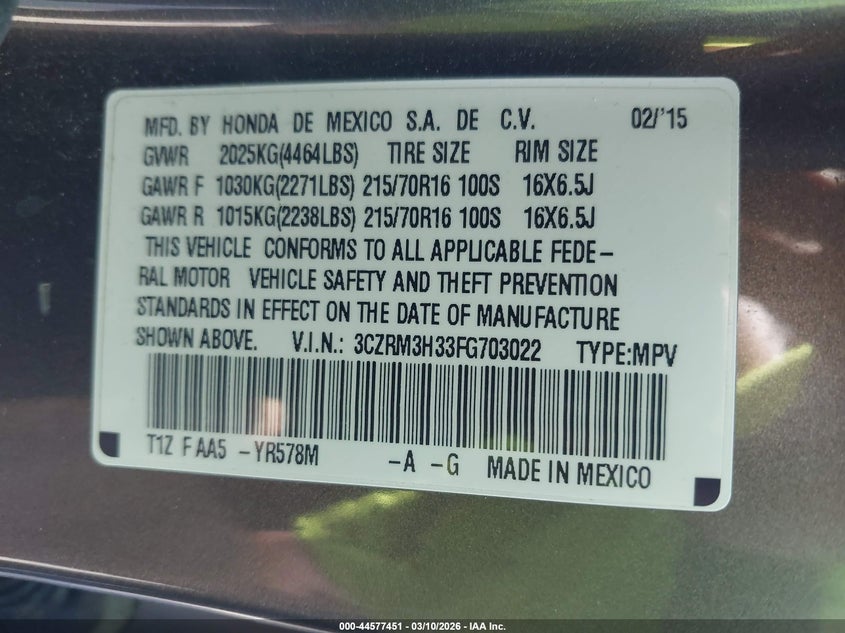 MFD. BY HONDA DE MEXICO S.A. DE C.V. 02/'15
GVWR 2025KG(4464LBS) TIRE SIZE RIM SIZE
GAWR F 1030KG(2271LBS) 215/70R16 100S 16X6.5J
GAWR R 1015KG(2238LBS) 215/70R16 100S 16X6.5J
THIS VEHICLE CONFORMS TO ALL APPLICABLE FEDE-
RAL MOTOR VEHICLE SAFETY AND THEFT PREVENTION
STANDARDS IN EFFECT ON THE DATE OF MANUFACTURE
SHOWN ABOVE. V.I.N.: 3CZRM3H33FG703022 TYPE:MPV
T1Z F AA5 -YR578M -A -G MADE IN MEXICO
000-44577451 - 03/10/2026 - IAA Inc.